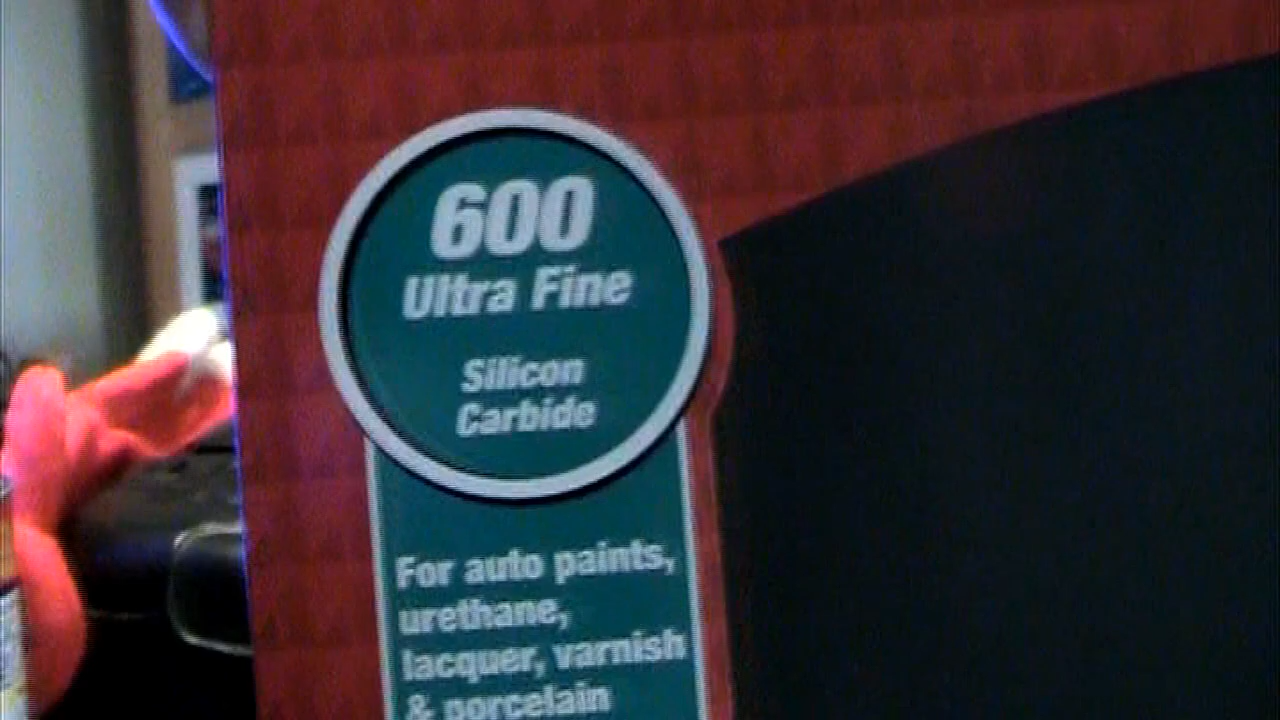 600
Ultra Fine
Silicon
Carbide
For auto paints,
urethane,
lacquer, varnish
& porcelain